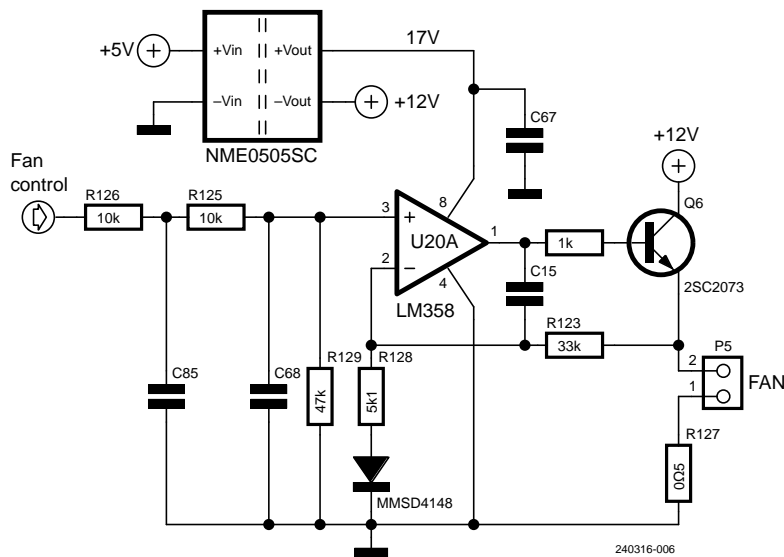 +5V
+Vin
+Vout
17V
–Vin
–Vout
+12V
NME0505SC
C67
+12V
Fan
control
R126
10k
R125
10k
3
+
8
U20A
1
2
–
4
LM358
1k
Q6
2SC2073
C15
R123
33k
P5
2
1
FAN
C85
C68
R129
47k
R128
5k1
R127
0Ω5
MMSD4148
240316-006